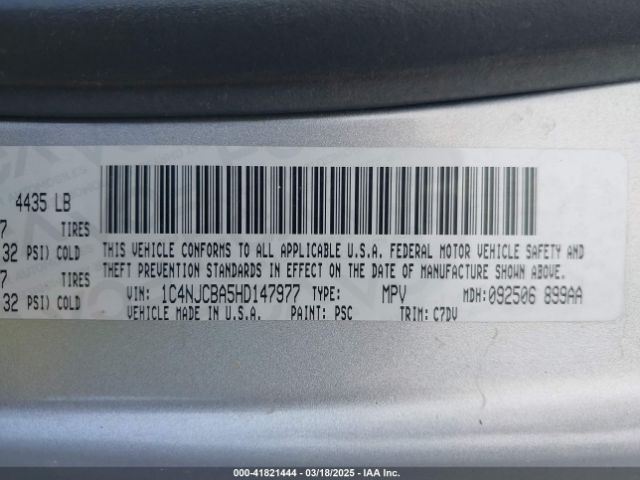 4435 LB
7 TIRES
32 PSI) COLD
7 TIRES
32 PSI) COLD
THIS VEHICLE CONFORMS TO ALL APPLICABLE U.S.A. FEDERAL MOTOR VEHICLE SAFETY AND
THEFT PREVENTION STANDARDS IN EFFECT ON THE DATE OF MANUFACTURE SHOWN ABOVE.
VIN: 1C4NJCBA5HD147977 TYPE: MPV MDH: 092506 899AA
VEHICLE MADE IN U.S.A. PAINT: PSC TRIM: C7DV
000-41821444 | 03/18/2025 - IAA Inc.